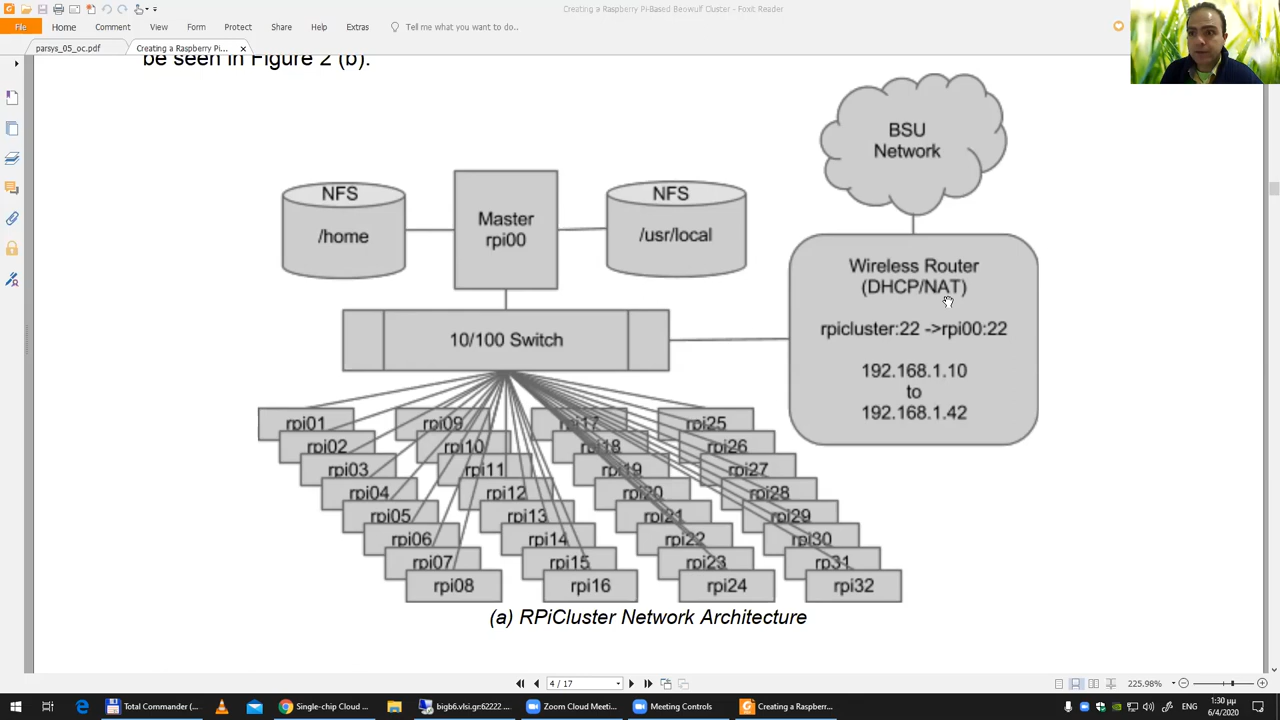 Creating a Raspberry Pi-Based Beowulf Cluster - Foxit Reader
File Home Comment View Form Protect Share Help Extras Tell me what you want to do..
parsys_05_oc.pdf Creating a Raspberry Pi...
be seen in Figure 2 (b).
BSU
Network
NFS
/home
Master
rpi00
NFS
/usr/local
Wireless Router
(DHCP/NAT)
rpicluster:22 ->rpi00:22
192.168.1.10
to
192.168.1.42
10/100 Switch
rpi01 rpi09 rpi17 rpi25
rpi02 rpi10 rpi18 rpi26
rpi03 rpi11 rpi19 rpi27
rpi04 rpi12 rpi20 rpi28
rpi05 rpi13 rpi21 rpi29
rpi06 rpi14 rpi22 rpi30
rpi07 rpi15 rpi23 rp31
rpi08 rpi16 rpi24 rpi32
(a) RPiCluster Network Architecture
4 / 17 225.98%
Total Commander (... Single-chip Cloud ... bigb6.vlsi.gr:62222 ... Zoom Cloud Meeti... Meeting Controls Creating a Raspberr... ENG 1:30 μμ
6/4/2020